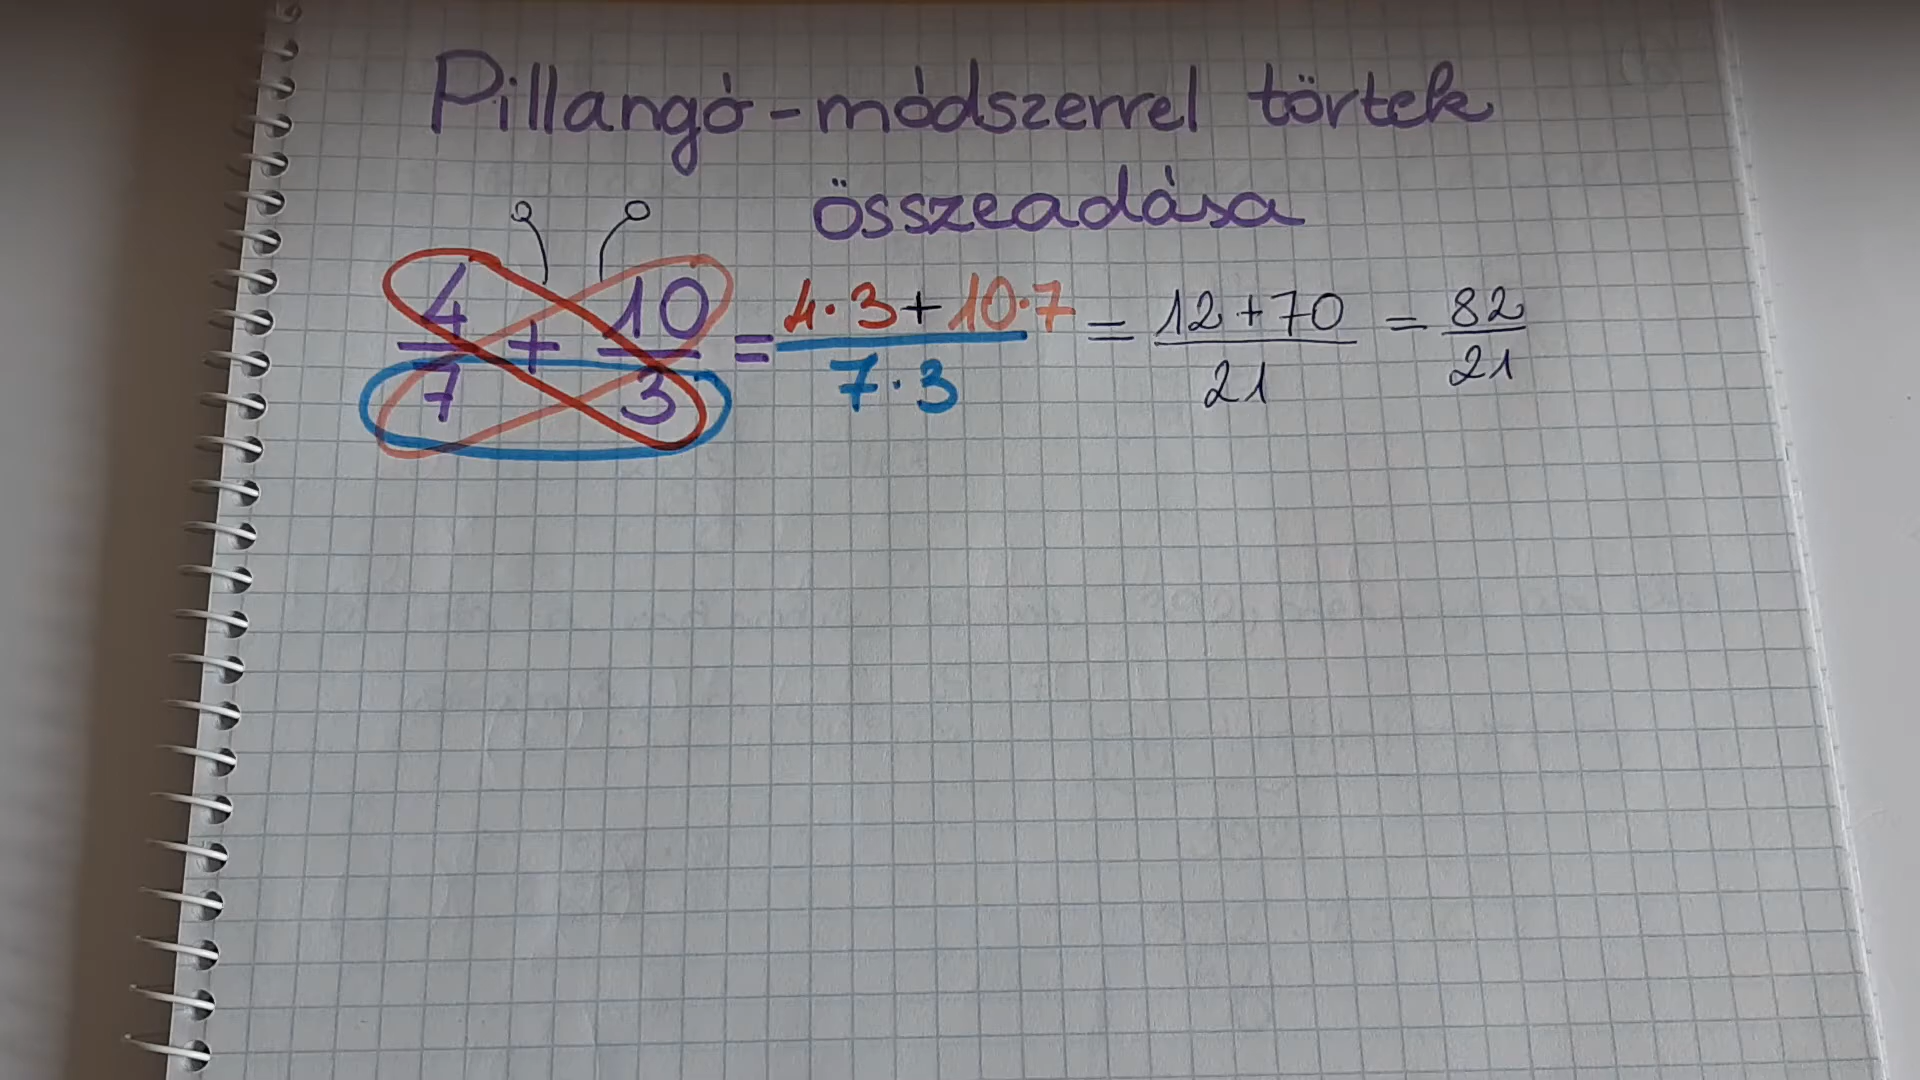 Pillangó-módszerrel törtek
összeadása
4/7 + 10/3 = (4·3+10·7)/(7·3) = (12+70)/21 = 82/21